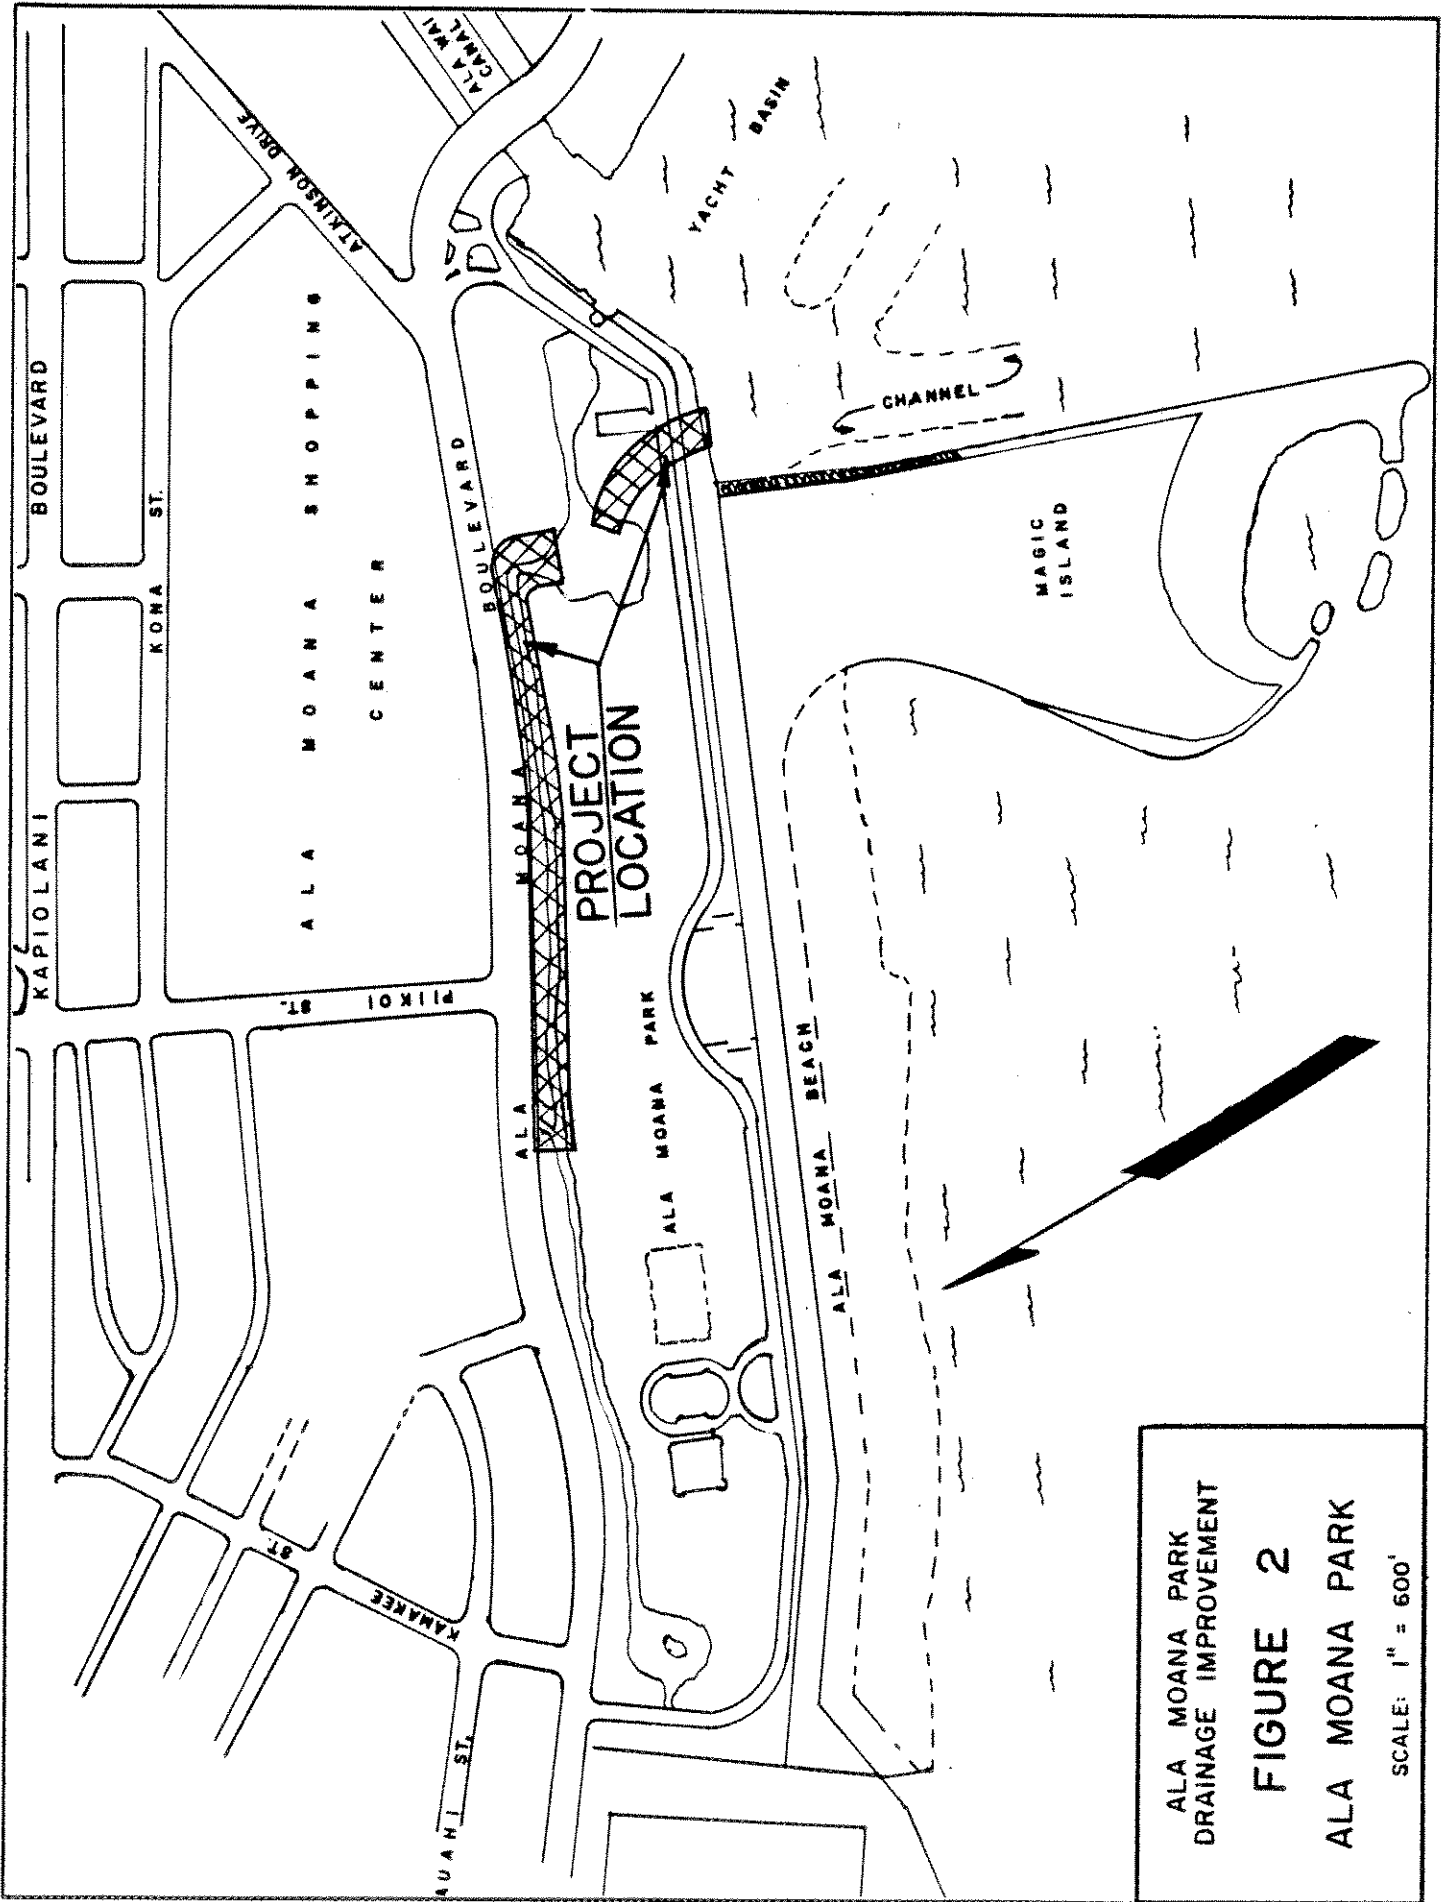 KAPIOLANI BOULEVARD
KONA ST.
ATKINSON DRIVE
ALA WAI
CANAL
ALA MOANA SHOPPING
CENTER
PIIKOI ST.
ALA MOANA BOULEVARD
YACHT BASIN
CHANNEL
MAGIC
ISLAND
PROJECT
LOCATION
ALA MOANA PARK
ALA MOANA BEACH
KAMAKEE ST.
AUAHI ST.
ALA MOANA PARK
DRAINAGE IMPROVEMENT
FIGURE 2
ALA MOANA PARK
SCALE: 1" = 600'